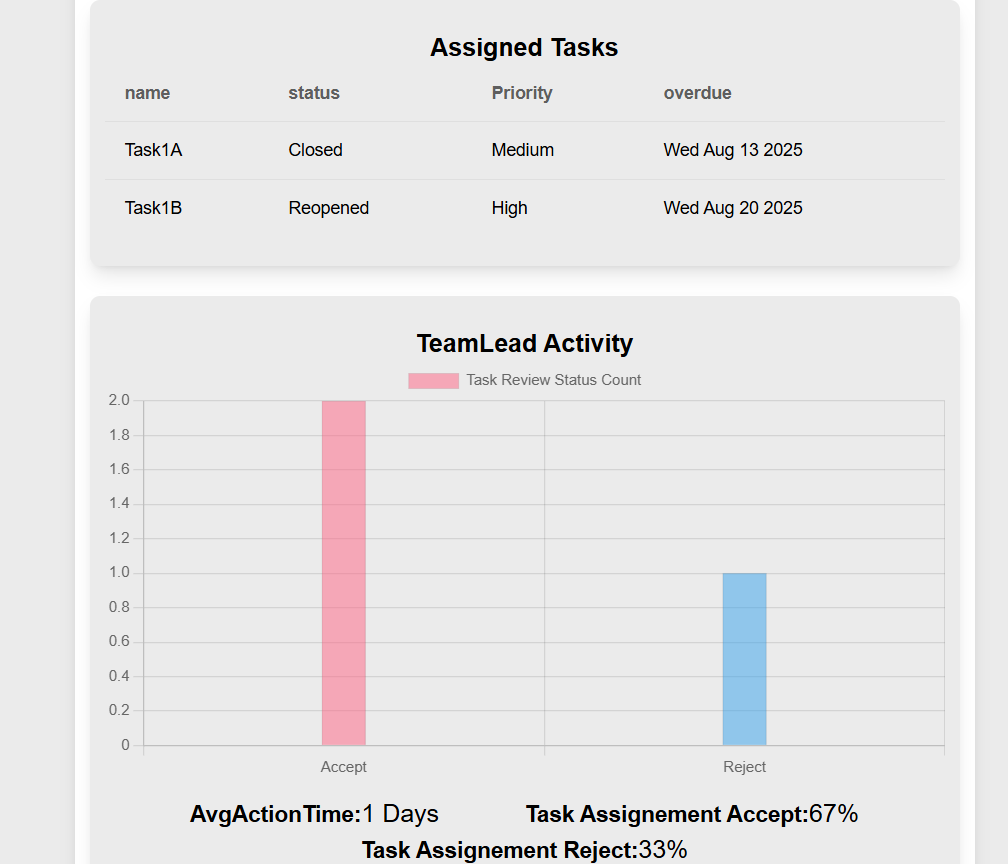 Assigned Tasks
name status Priority overdue
Task1A Closed Medium Wed Aug 13 2025
Task1B Reopened High Wed Aug 20 2025
TeamLead Activity
Task Review Status Count
2.0
1.8
1.6
1.4
1.2
1.0
0.8
0.6
0.4
0.2
0
Accept Reject
AvgActionTime:1 Days Task Assignement Accept:67%
Task Assignement Reject:33%